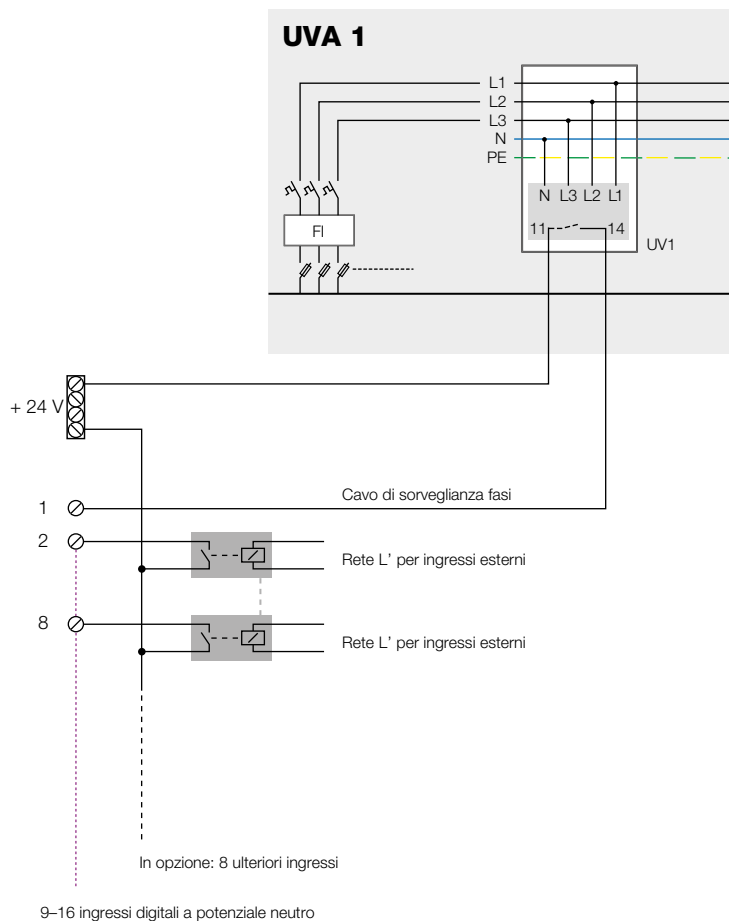 UVA 1
L1
L2
L3
N
PE
N L3 L2 L1
11 14
UV1
FI
+ 24 V
1
Cavo di sorveglianza fasi
2
Rete L’ per ingressi esterni
8
Rete L’ per ingressi esterni
In opzione: 8 ulteriori ingressi
9–16 ingressi digitali a potenziale neutro